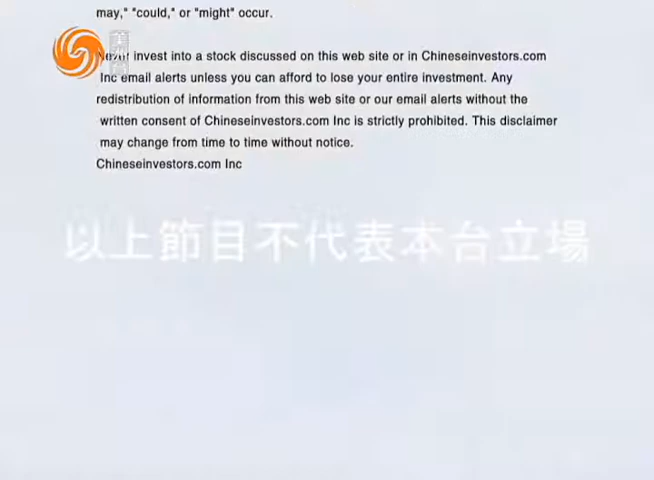 may," "could," or "might" occur.
美洲台
Never invest into a stock discussed on this web site or in Chineseinvestors.com
Inc email alerts unless you can afford to lose your entire investment. Any
redistribution of information from this web site or our email alerts without the
written consent of Chineseinvestors.com Inc is strictly prohibited. This disclaimer
may change from time to time without notice.
Chineseinvestors.com Inc
以上節目不代表本台立場